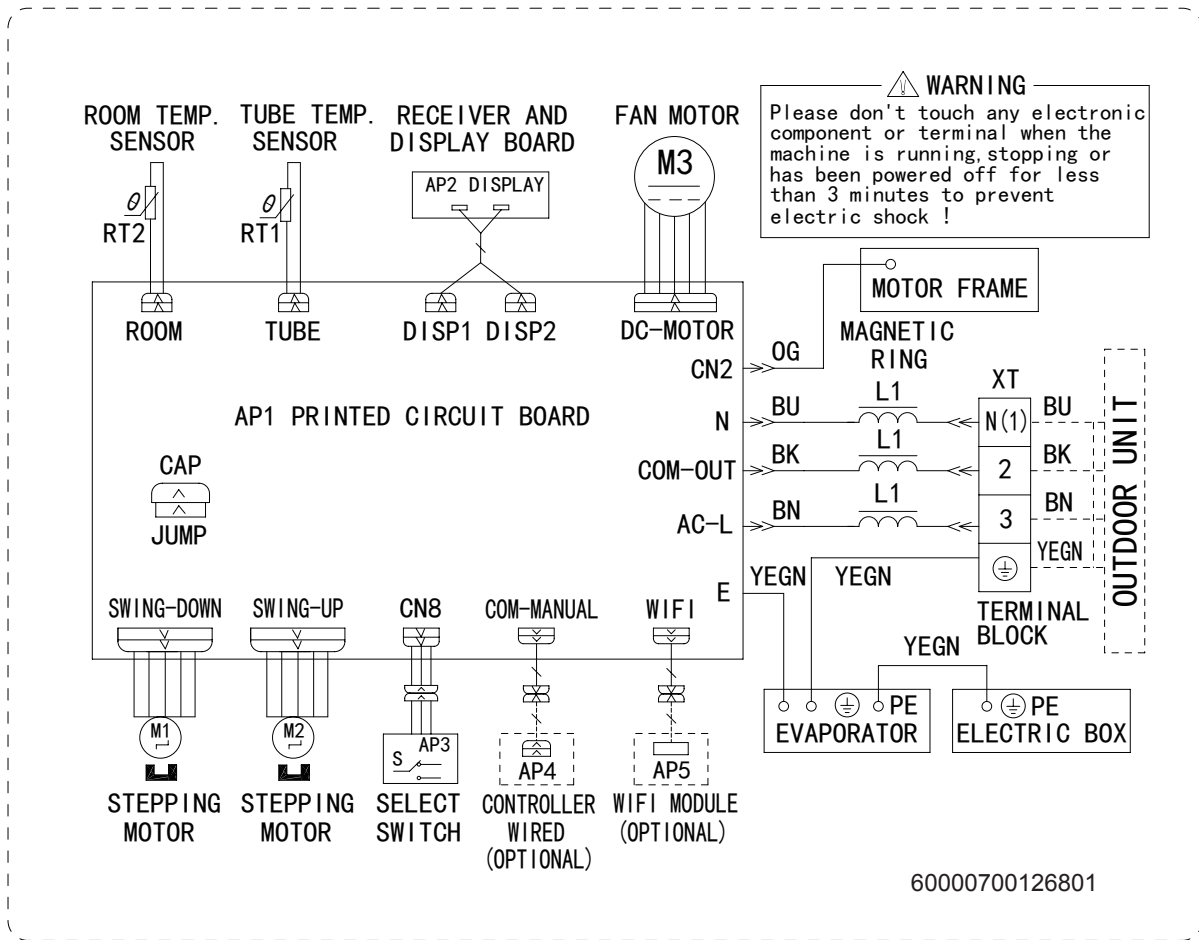 WARNING
Please don't touch any electronic
component or terminal when the
machine is running,stopping or
has been powered off for less
than 3 minutes to prevent
electric shock !
ROOM TEMP.
SENSOR
RT2
TUBE TEMP.
SENSOR
RT1
RECEIVER AND
DISPLAY BOARD
AP2 DISPLAY
FAN MOTOR
M3
ROOM
TUBE
DISP1
DISP2
DC-MOTOR
MOTOR FRAME
MAGNETIC
RING
CN2
OG
N
BU
L1
COM-OUT
BK
L1
AC-L
BN
L1
XT
N(1)
2
3
BU
BK
BN
YEGN
OUTDOOR UNIT
AP1 PRINTED CIRCUIT BOARD
CAP
JUMP
E
YEGN
YEGN
TERMINAL
BLOCK
YEGN
PE
EVAPORATOR
PE
ELECTRIC BOX
SWING-DOWN
SWING-UP
CN8
COM-MANUAL
WIFI
M1
M2
S
AP3
AP4
AP5
STEPPING
MOTOR
STEPPING
MOTOR
SELECT
SWITCH
CONTROLLER
WIRED
(OPTIONAL)
WIFI MODULE
(OPTIONAL)
60000700126801